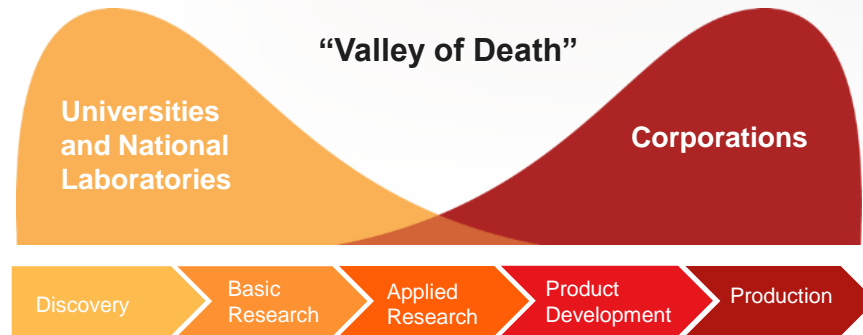 “Valley of Death”
Universities
and National
Laboratories
Corporations
Discovery
Basic
Research
Applied
Research
Product
Development
Production